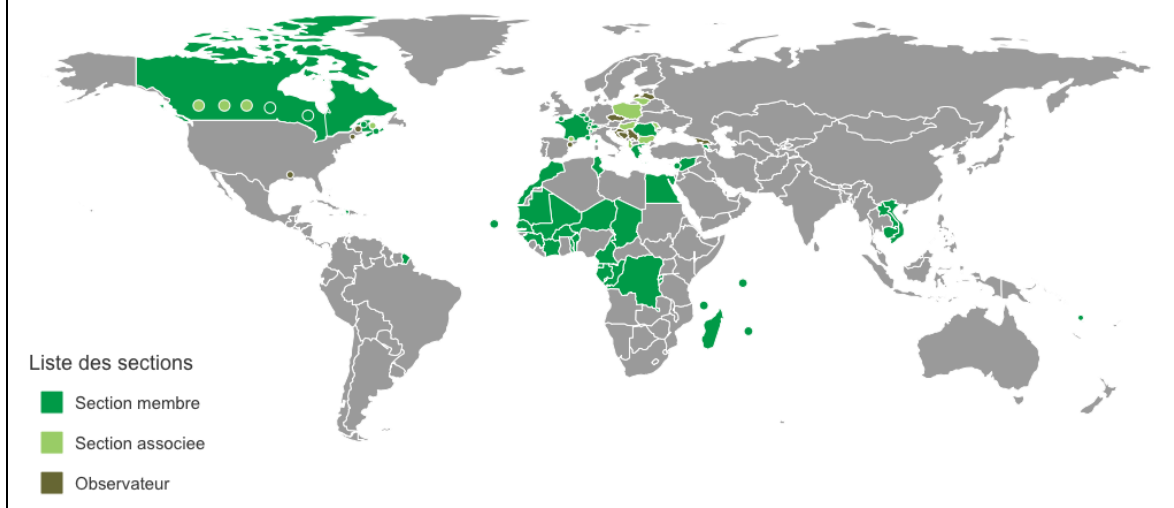 Liste des sections
Section membre
Section associee
Observateur